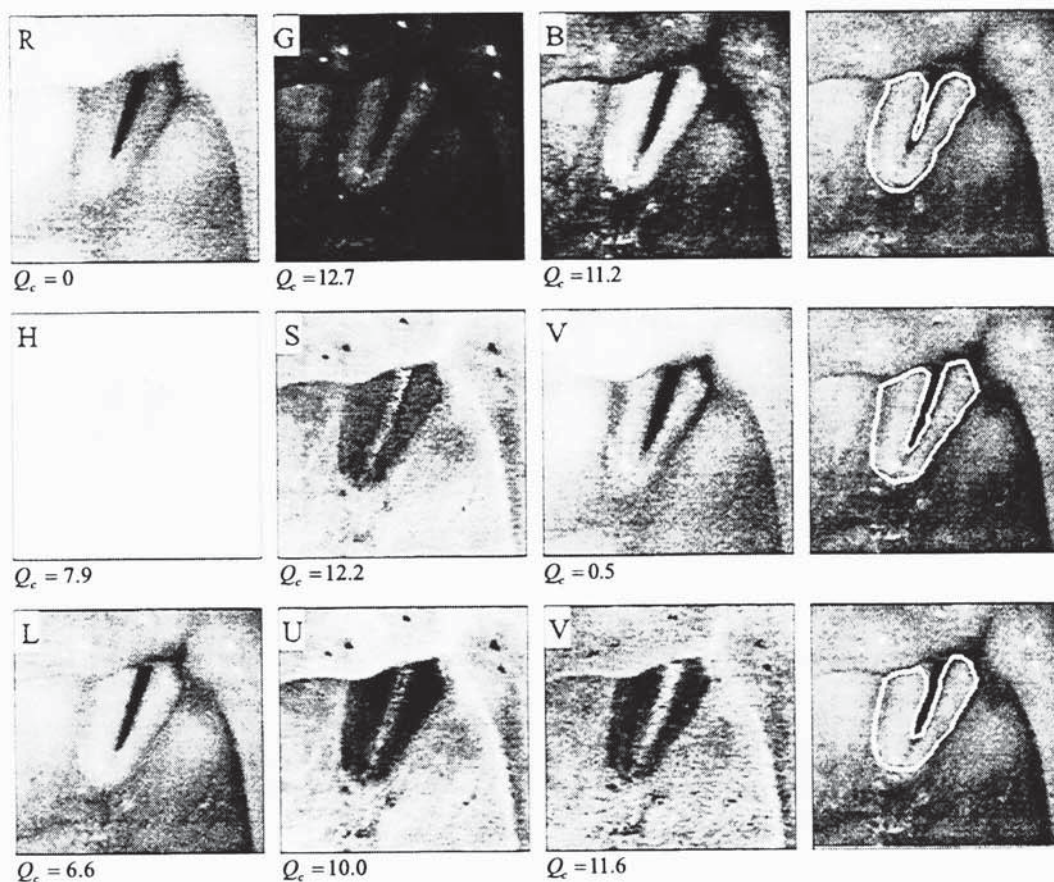 R G B
Q_c = 0 Q_c = 12.7 Q_c = 11.2
H S V
Q_c = 7.9 Q_c = 12.2 Q_c = 0.5
L U V
Q_c = 6.6 Q_c = 10.0 Q_c = 11.6